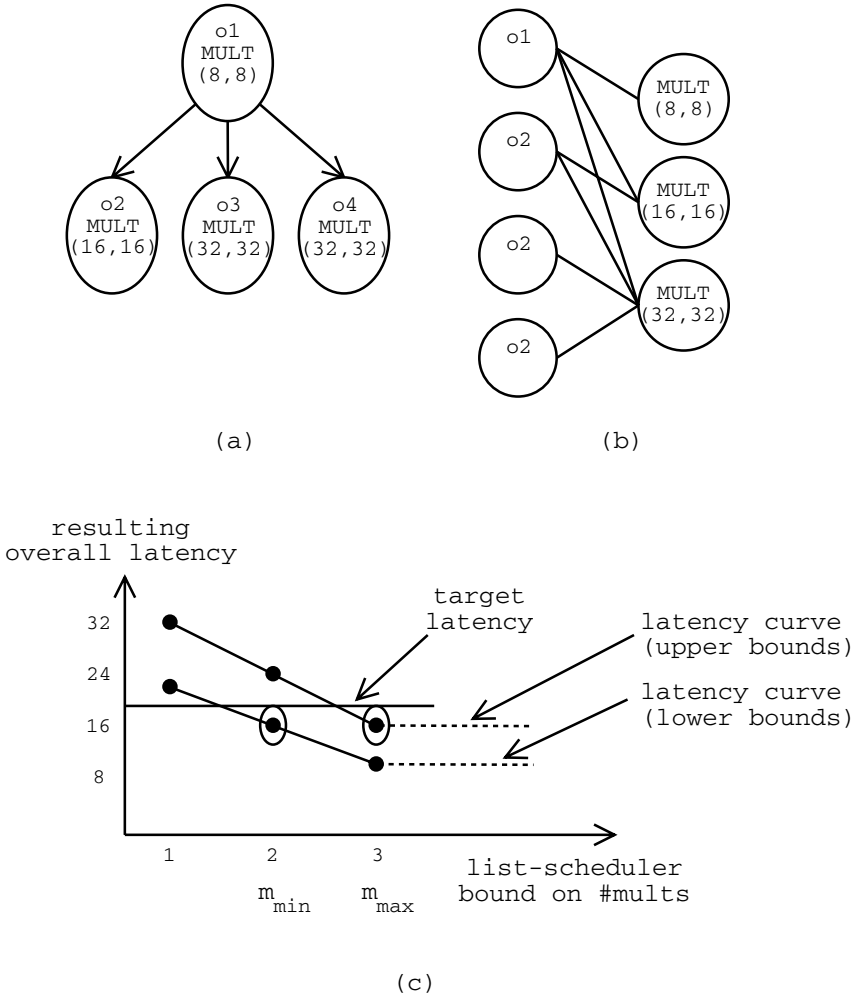 o1
MULT
(8,8)
o2
MULT
(16,16)
o3
MULT
(32,32)
o4
MULT
(32,32)
(a)
o1
o2
o2
o2
MULT
(8,8)
MULT
(16,16)
MULT
(32,32)
(b)
resulting
overall latency
32
24
16
8
target
latency
latency curve
(upper bounds)
latency curve
(lower bounds)
1
2
3
m_min
m_max
list-scheduler
bound on #mults
(c)